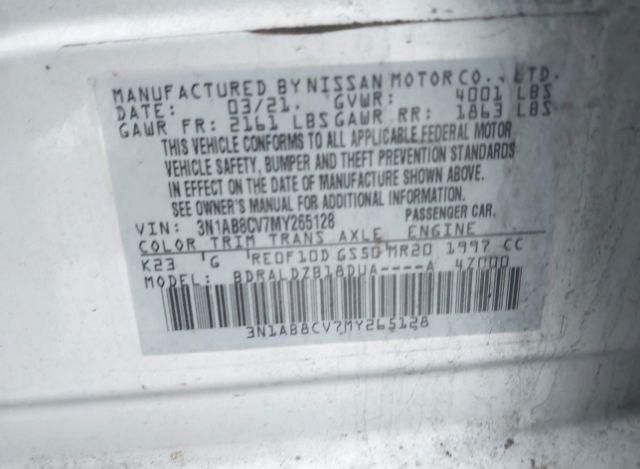 MANUFACTURED BY NISSAN MOTOR CO., LTD.
DATE: 03/21. GVWR: 4001 LBS
GAWR FR: 2161 LBS GAWR RR: 1863 LBS
THIS VEHICLE CONFORMS TO ALL APPLICABLE FEDERAL MOTOR
VEHICLE SAFETY, BUMPER AND THEFT PREVENTION STANDARDS
IN EFFECT ON THE DATE OF MANUFACTURE SHOWN ABOVE.
SEE OWNER'S MANUAL FOR ADDITIONAL INFORMATION.
VIN: 3N1AB8CV7MY265128 PASSENGER CAR.
COLOR TRIM TRANS AXLE ENGINE
K23 G RE0F10D GS50 MR20 1997 CC
MODEL: BDRALDZB18DUA----A 47000
3N1AB8CV7MY265128